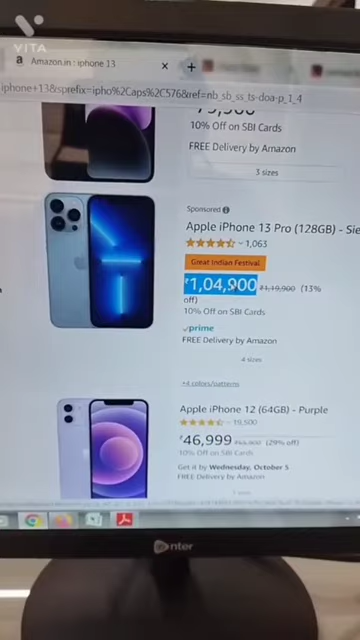 VITA
Amazon.in : iphone 13
iphone+13&sprefix=ipho%2Caps%2C576&ref=nb_sb_ss_ts-doa-p_1_4
10% Off on SBI Cards
FREE Delivery by Amazon
3 sizes
Sponsored
Apple iPhone 13 Pro (128GB) - Sie
1,063
Great Indian Festival
₹1,04,900 ₹1,19,900 (13%
off)
10% Off on SBI Cards
prime
FREE Delivery by Amazon
4 sizes
+4 colors/patterns
Apple iPhone 12 (64GB) - Purple
₹46,999 (29% off)
10% Off on SBI Cards
Get it by Wednesday, October 5
FREE Delivery by Amazon
nter